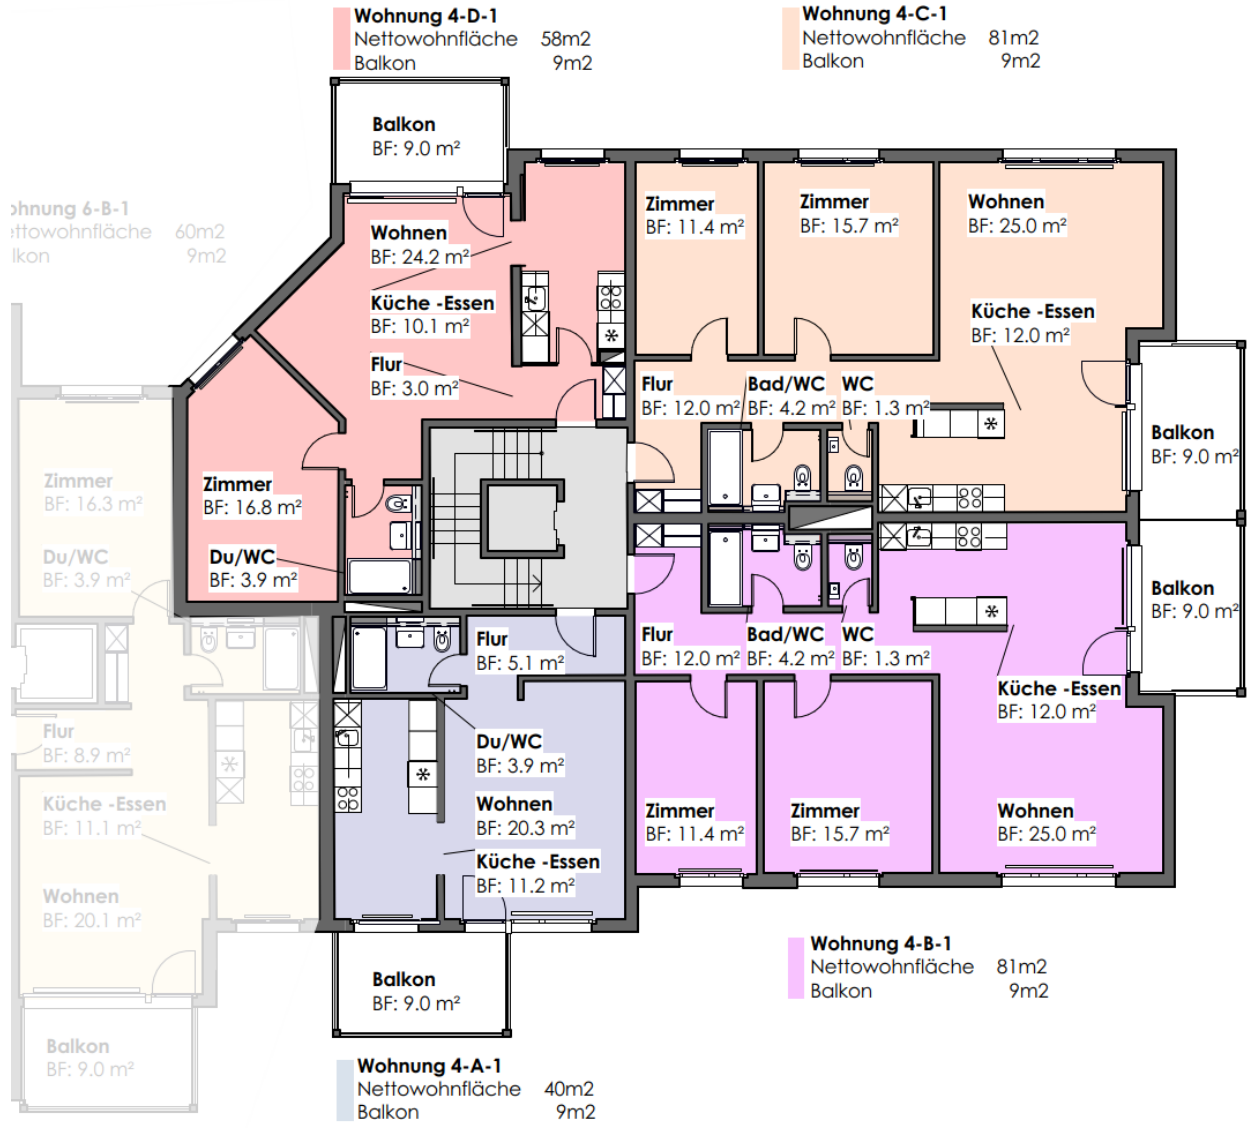 Wohnung 4-D-1
Nettowohnfläche 58m2
Balkon 9m2
Wohnung 4-C-1
Nettowohnfläche 81m2
Balkon 9m2
Balkon
BF: 9.0 m²
6-B-1
60m2
9m2
Wohnen
BF: 24.2 m²
Küche -Essen
BF: 10.1 m²
Flur
BF: 3.0 m²
Zimmer
BF: 16.8 m²
Du/WC
BF: 3.9 m²
Zimmer
BF: 11.4 m²
Zimmer
BF: 15.7 m²
Wohnen
BF: 25.0 m²
Küche -Essen
BF: 12.0 m²
Flur
BF: 12.0 m²
Bad/WC
BF: 4.2 m²
WC
BF: 1.3 m²
Balkon
BF: 9.0 m²
Zimmer
BF: 16.3 m²
Du/WC
BF: 3.9 m²
Flur
BF: 8.9 m²
Küche -Essen
BF: 11.1 m²
Wohnen
BF: 20.1 m²
Balkon
BF: 9.0 m²
Flur
BF: 5.1 m²
Du/WC
BF: 3.9 m²
Wohnen
BF: 20.3 m²
Küche -Essen
BF: 11.2 m²
Balkon
BF: 9.0 m²
Flur
BF: 12.0 m²
Bad/WC
BF: 4.2 m²
WC
BF: 1.3 m²
Balkon
BF: 9.0 m²
Küche -Essen
BF: 12.0 m²
Zimmer
BF: 11.4 m²
Zimmer
BF: 15.7 m²
Wohnen
BF: 25.0 m²
Wohnung 4-B-1
Nettowohnfläche 81m2
Balkon 9m2
Wohnung 4-A-1
Nettowohnfläche 40m2
Balkon 9m2